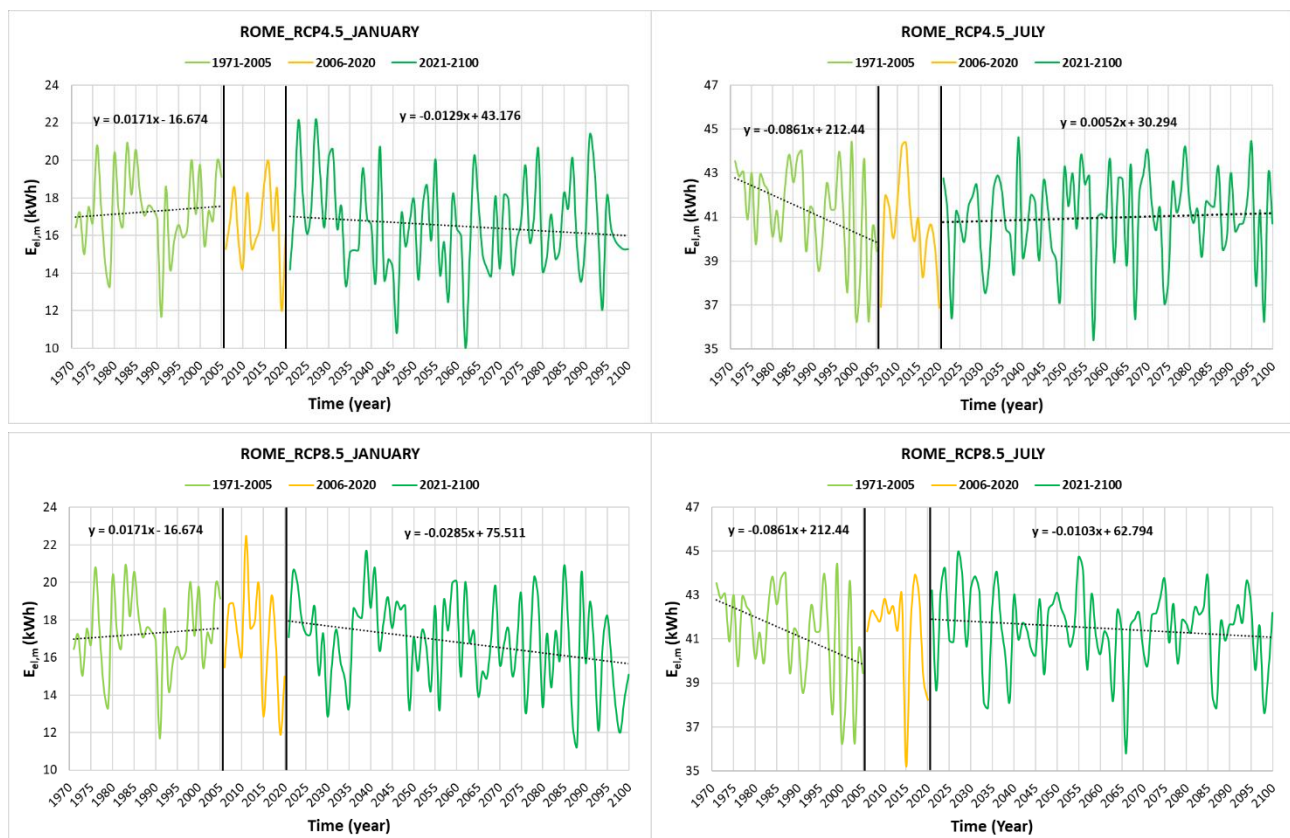 ROME_RCP4.5_JANUARY
1971-2005 2006-2020 2021-2100
y = 0.0171x - 16.674
y = -0.0129x + 43.176
24
22
20
18
16
14
12
10
E_el,m (kWh)
1970 1975 1980 1985 1990 1995 2000 2005 2010 2015 2020 2025 2030 2035 2040 2045 2050 2055 2060 2065 2070 2075 2080 2085 2090 2095 2100
Time (year)
ROME_RCP4.5_JULY
1971-2005 2006-2020 2021-2100
y = -0.0861x + 212.44
y = 0.0052x + 30.294
47
45
43
41
39
37
35
E_el,m (kWh)
1970 1975 1980 1985 1990 1995 2000 2005 2010 2015 2020 2025 2030 2035 2040 2045 2050 2055 2060 2065 2070 2075 2080 2085 2090 2095 2100
Time (year)
ROME_RCP8.5_JANUARY
1971-2005 2006-2020 2021-2100
y = 0.0171x - 16.674
y = -0.0285x + 75.511
24
22
20
18
16
14
12
10
E_el,m (kWh)
1970 1975 1980 1985 1990 1995 2000 2005 2010 2015 2020 2025 2030 2035 2040 2045 2050 2055 2060 2065 2070 2075 2080 2085 2090 2095 2100
Time (year)
ROME_RCP8.5_JULY
1971-2005 2006-2020 2021-2100
y = -0.0861x + 212.44
y = -0.0103x + 62.794
47
45
43
41
39
37
35
E_el,m (kWh)
1970 1975 1980 1985 1990 1995 2000 2005 2010 2015 2020 2025 2030 2035 2040 2045 2050 2055 2060 2065 2070 2075 2080 2085 2090 2095 2100
Time (Year)